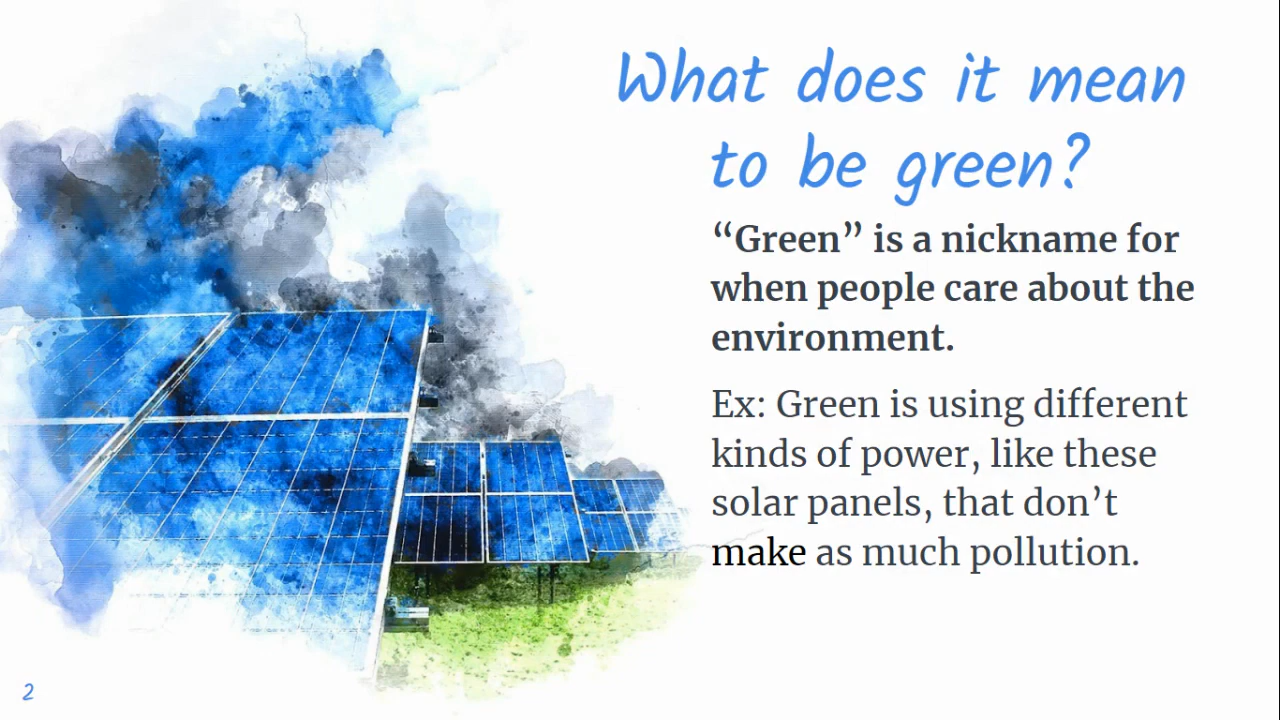 What does it mean
to be green?
“Green” is a nickname for
when people care about the
environment.
Ex: Green is using different
kinds of power, like these
solar panels, that don’t
make as much pollution.
2